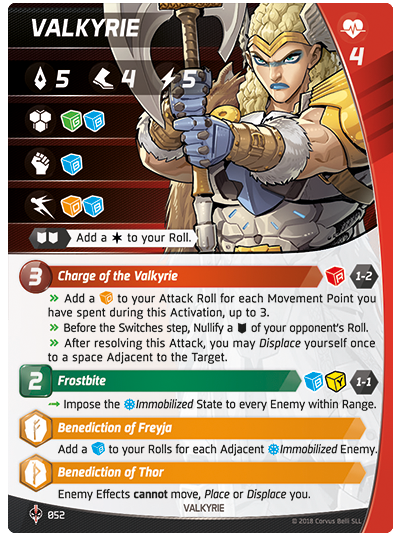 VALKYRIE
4
5 4 5
G B
B
O B
Add a to your Roll.
3 Charge of the Valkyrie R 1-2
» Add a O to your Attack Roll for each Movement Point you
have spent during this Activation, up to 3.
» Before the Switches step, Nullify a of your opponent's Roll.
» After resolving this Attack, you may Displace yourself once
to a space Adjacent to the Target.
2 Frostbite B Y 1-1
→ Impose the Immobilized State to every Enemy within Range.
Benediction of Freyja
Add a B to your Rolls for each Adjacent Immobilized Enemy.
Benediction of Thor
Enemy Effects cannot move, Place or Displace you.
VALKYRIE
052
© 2018 Corvus Belli SLL